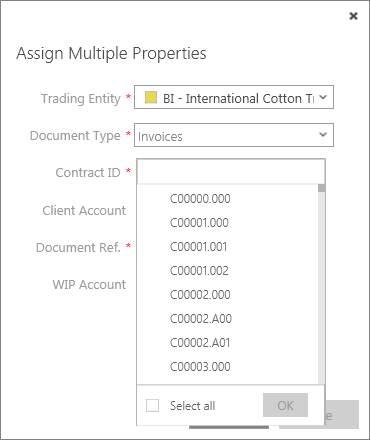 Assign Multiple Properties
Trading Entity * BI - International Cotton
Document Type * Invoices
Contract ID *
C00000.000
C00001.000
Client Account
C00001.001
Document Ref. *
C00001.002
WIP Account
C00002.000
C00002.A00
C00002.A01
C00003.000
Select all OK